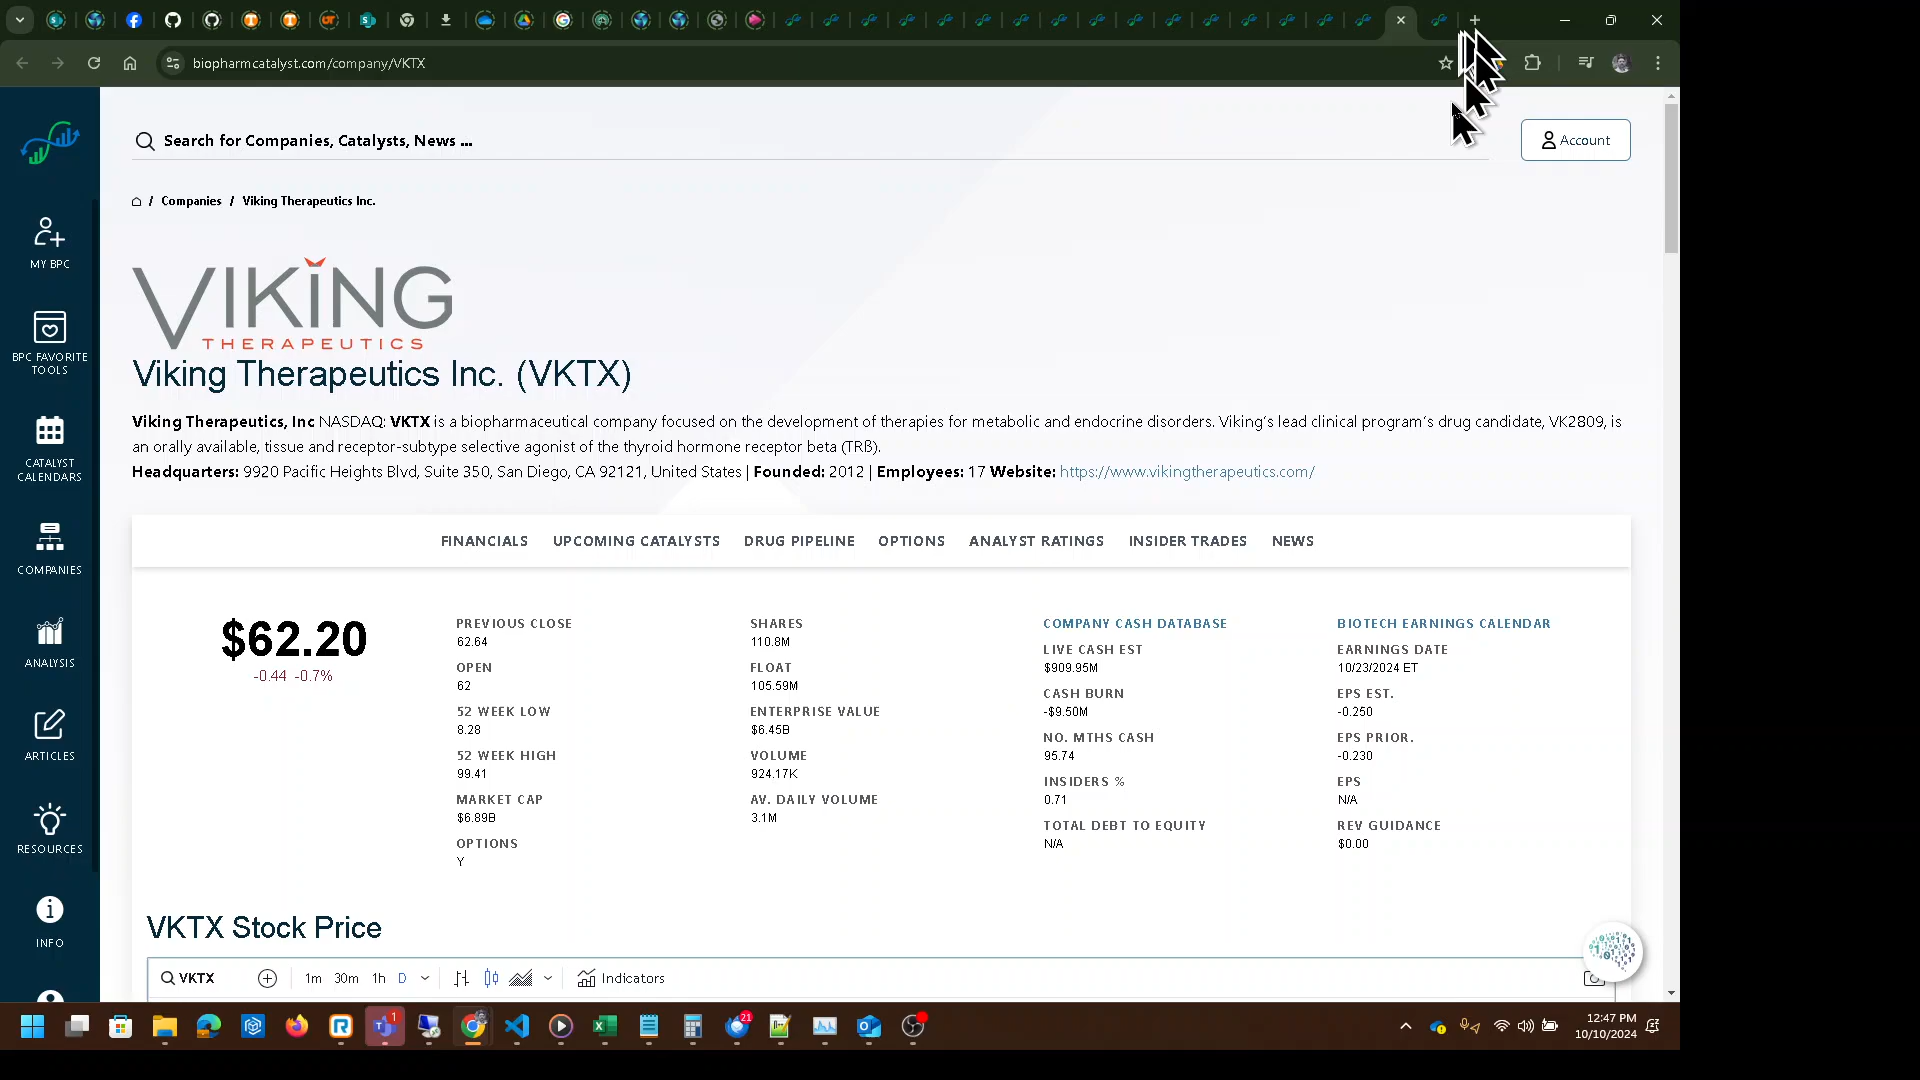 biopharmcatalyst.com/company/VKTX
Search for Companies, Catalysts, News ...
Account
/ Companies / Viking Therapeutics Inc.
VIKING
THERAPEUTICS
Viking Therapeutics Inc. (VKTX)
Viking Therapeutics, Inc NASDAQ: VKTX is a biopharmaceutical company focused on the development of therapies for metabolic and endocrine disorders. Viking's lead clinical program's drug candidate, VK2809, is
an orally available, tissue and receptor-subtype selective agonist of the thyroid hormone receptor beta (TRß).
Headquarters: 9920 Pacific Heights Blvd, Suite 350, San Diego, CA 92121, United States | Founded: 2012 | Employees: 17 Website: https://www.vikingtherapeutics.com/
FINANCIALS UPCOMING CATALYSTS DRUG PIPELINE OPTIONS ANALYST RATINGS INSIDER TRADES NEWS
$62.20
-0.44 -0.7%
PREVIOUS CLOSE
62.64
OPEN
62
52 WEEK LOW
8.28
52 WEEK HIGH
99.41
MARKET CAP
$6.89B
OPTIONS
Y
SHARES
110.8M
FLOAT
105.59M
ENTERPRISE VALUE
$6.45B
VOLUME
924.17K
AV. DAILY VOLUME
3.1M
COMPANY CASH DATABASE
LIVE CASH EST
$909.95M
CASH BURN
-$9.50M
NO. MTHS CASH
95.74
INSIDERS %
0.71
TOTAL DEBT TO EQUITY
N/A
BIOTECH EARNINGS CALENDAR
EARNINGS DATE
10/23/2024 ET
EPS EST.
-0.250
EPS PRIOR.
-0.230
EPS
N/A
REV GUIDANCE
$0.00
VKTX Stock Price
VKTX 1m 30m 1h D Indicators
MY BPC
BPC FAVORITE
TOOLS
CATALYST
CALENDARS
COMPANIES
ANALYSIS
ARTICLES
RESOURCES
INFO
1
21
12:47 PM
10/10/2024